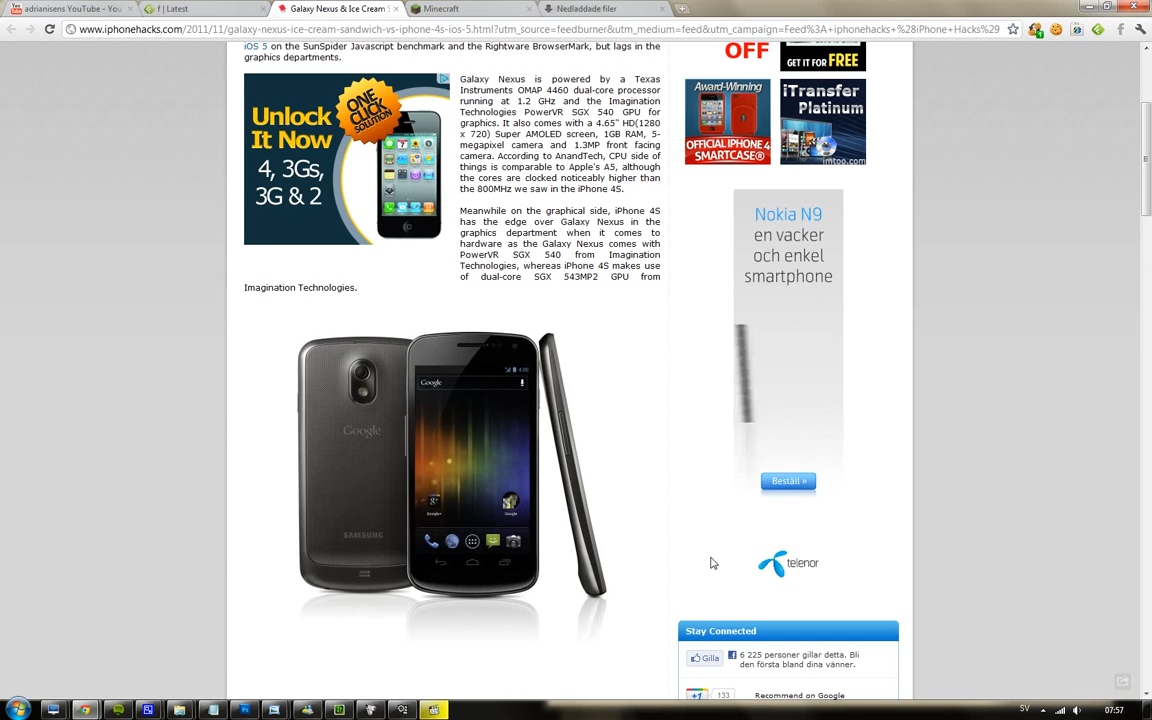 adrianisens YouTube - You
f | Latest
Galaxy Nexus & Ice Cream
Minecraft
Nedladdade filer
www.iphonehacks.com/2011/11/galaxy-nexus-ice-cream-sandwich-vs-iphone-4s-ios-5.html?utm_source=feedburner&utm_medium=feed&utm_campaign=Feed%3A+iphonehacks+%28iPhone+Hacks%29
iOS 5 on the SunSpider Javascript benchmark and the Rightware BrowserMark, but lags in the
graphics departments.
Unlock
It Now
4, 3Gs,
3G & 2
ONE
CLICK
SOLUTION
Galaxy Nexus is powered by a Texas
Instruments OMAP 4460 dual-core processor
running at 1.2 GHz and the Imagination
Technologies PowerVR SGX 540 GPU for
graphics. It also comes with a 4.65" HD(1280
x 720) Super AMOLED screen, 1GB RAM, 5-
megapixel camera and 1.3MP front facing
camera. According to AnandTech, CPU side of
things is comparable to Apple's A5, although
the cores are clocked noticeably higher than
the 800MHz we saw in the iPhone 4S.
Meanwhile on the graphical side, iPhone 4S
has the edge over Galaxy Nexus in the
graphics department when it comes to
hardware as the Galaxy Nexus comes with
PowerVR SGX 540 from Imagination
Technologies, whereas iPhone 4S makes use
of dual-core SGX 543MP2 GPU from
Imagination Technologies.
Google
SAMSUNG
Google
Google+
Google
OFF
GET IT FOR FREE
AWARD-Winning
OFFICIAL IPHONE 4
SMARTCASE®
iTransfer
Platinum
imtoo.com
Nokia N9
en vacker
och enkel
smartphone
Beställ »
telenor
Stay Connected
Gilla
6 225 personer gillar detta. Bli
den första bland dina vänner.
+1
133
Recommend on Google
SV
07:57